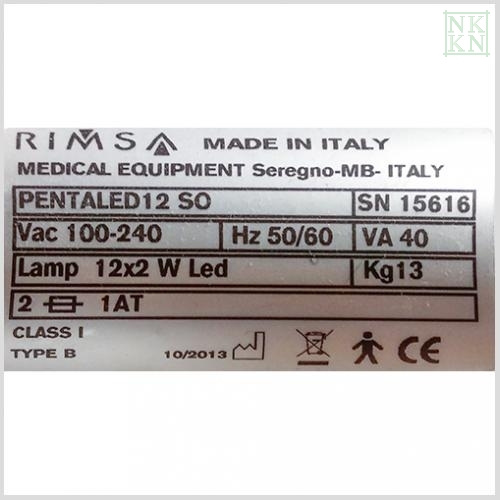 NK
KN
RIMSA MADE IN ITALY
MEDICAL EQUIPMENT Seregno-MB- ITALY
PENTALED12 SO SN 15616
Vac 100-240 Hz 50/60 VA 40
Lamp 12x2 W Led Kg13
2 1AT
CLASS I
TYPE B 10/2013 CE